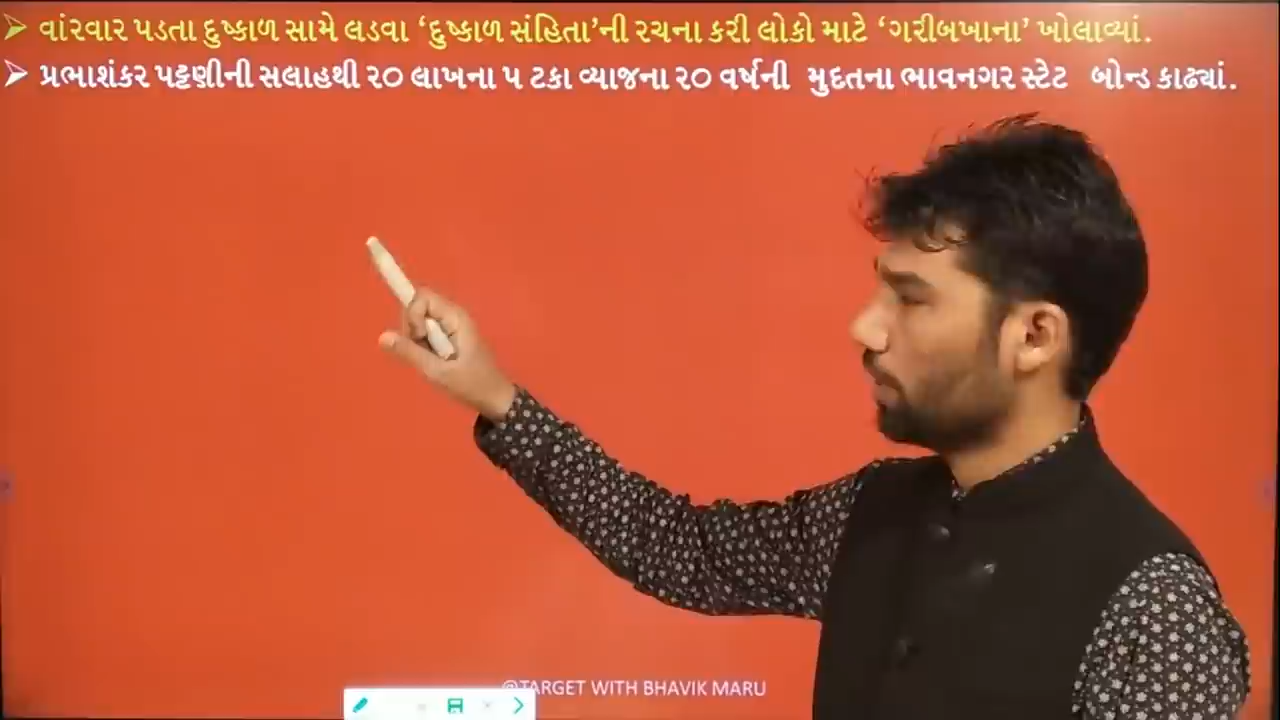 ➤ વાંરવાર પડતા દુષ્કાળ સામે લડવા ‘દુષ્કાળ સંહિતા’ની રચના કરી લોકો માટે ‘ગરીબખાના’ ખોલાવ્યાં.
➤ પ્રભાશંકર પટ્ટણીની સલાહથી ૨૦ લાખના ૫ ટકા વ્યાજના ૨૦ વર્ષની મુદતના ભાવનગર સ્ટેટ બોન્ડ કાઢ્યાં.
@TARGET WITH BHAVIK MARU